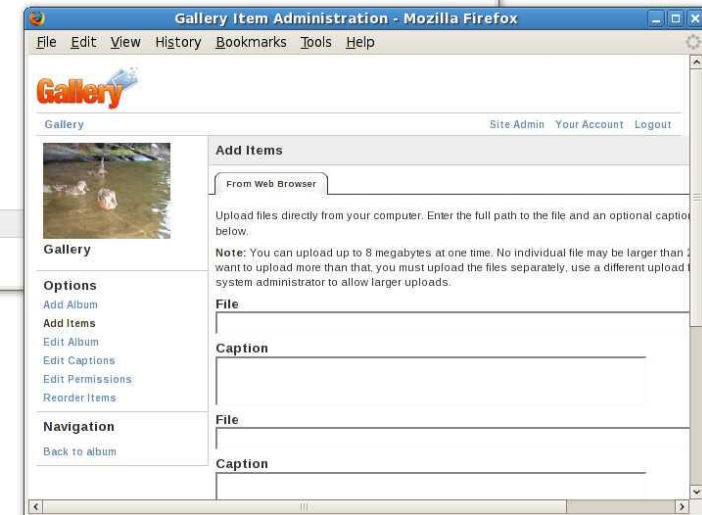 Gallery Item Administration - Mozilla Firefox
File Edit View History Bookmarks Tools Help
Gallery
Gallery
Site Admin Your Account Logout
Gallery
Options
Add Album
Add Items
Edit Album
Edit Captions
Edit Permissions
Reorder Items
Navigation
Back to album
Add Items
From Web Browser
Upload files directly from your computer. Enter the full path to the file and an optional caption
below.
Note: You can upload up to 8 megabytes at one time. No individual file may be larger than
want to upload more than that, you must upload the files separately, use a different upload
system administrator to allow larger uploads.
File
Caption
File
Caption